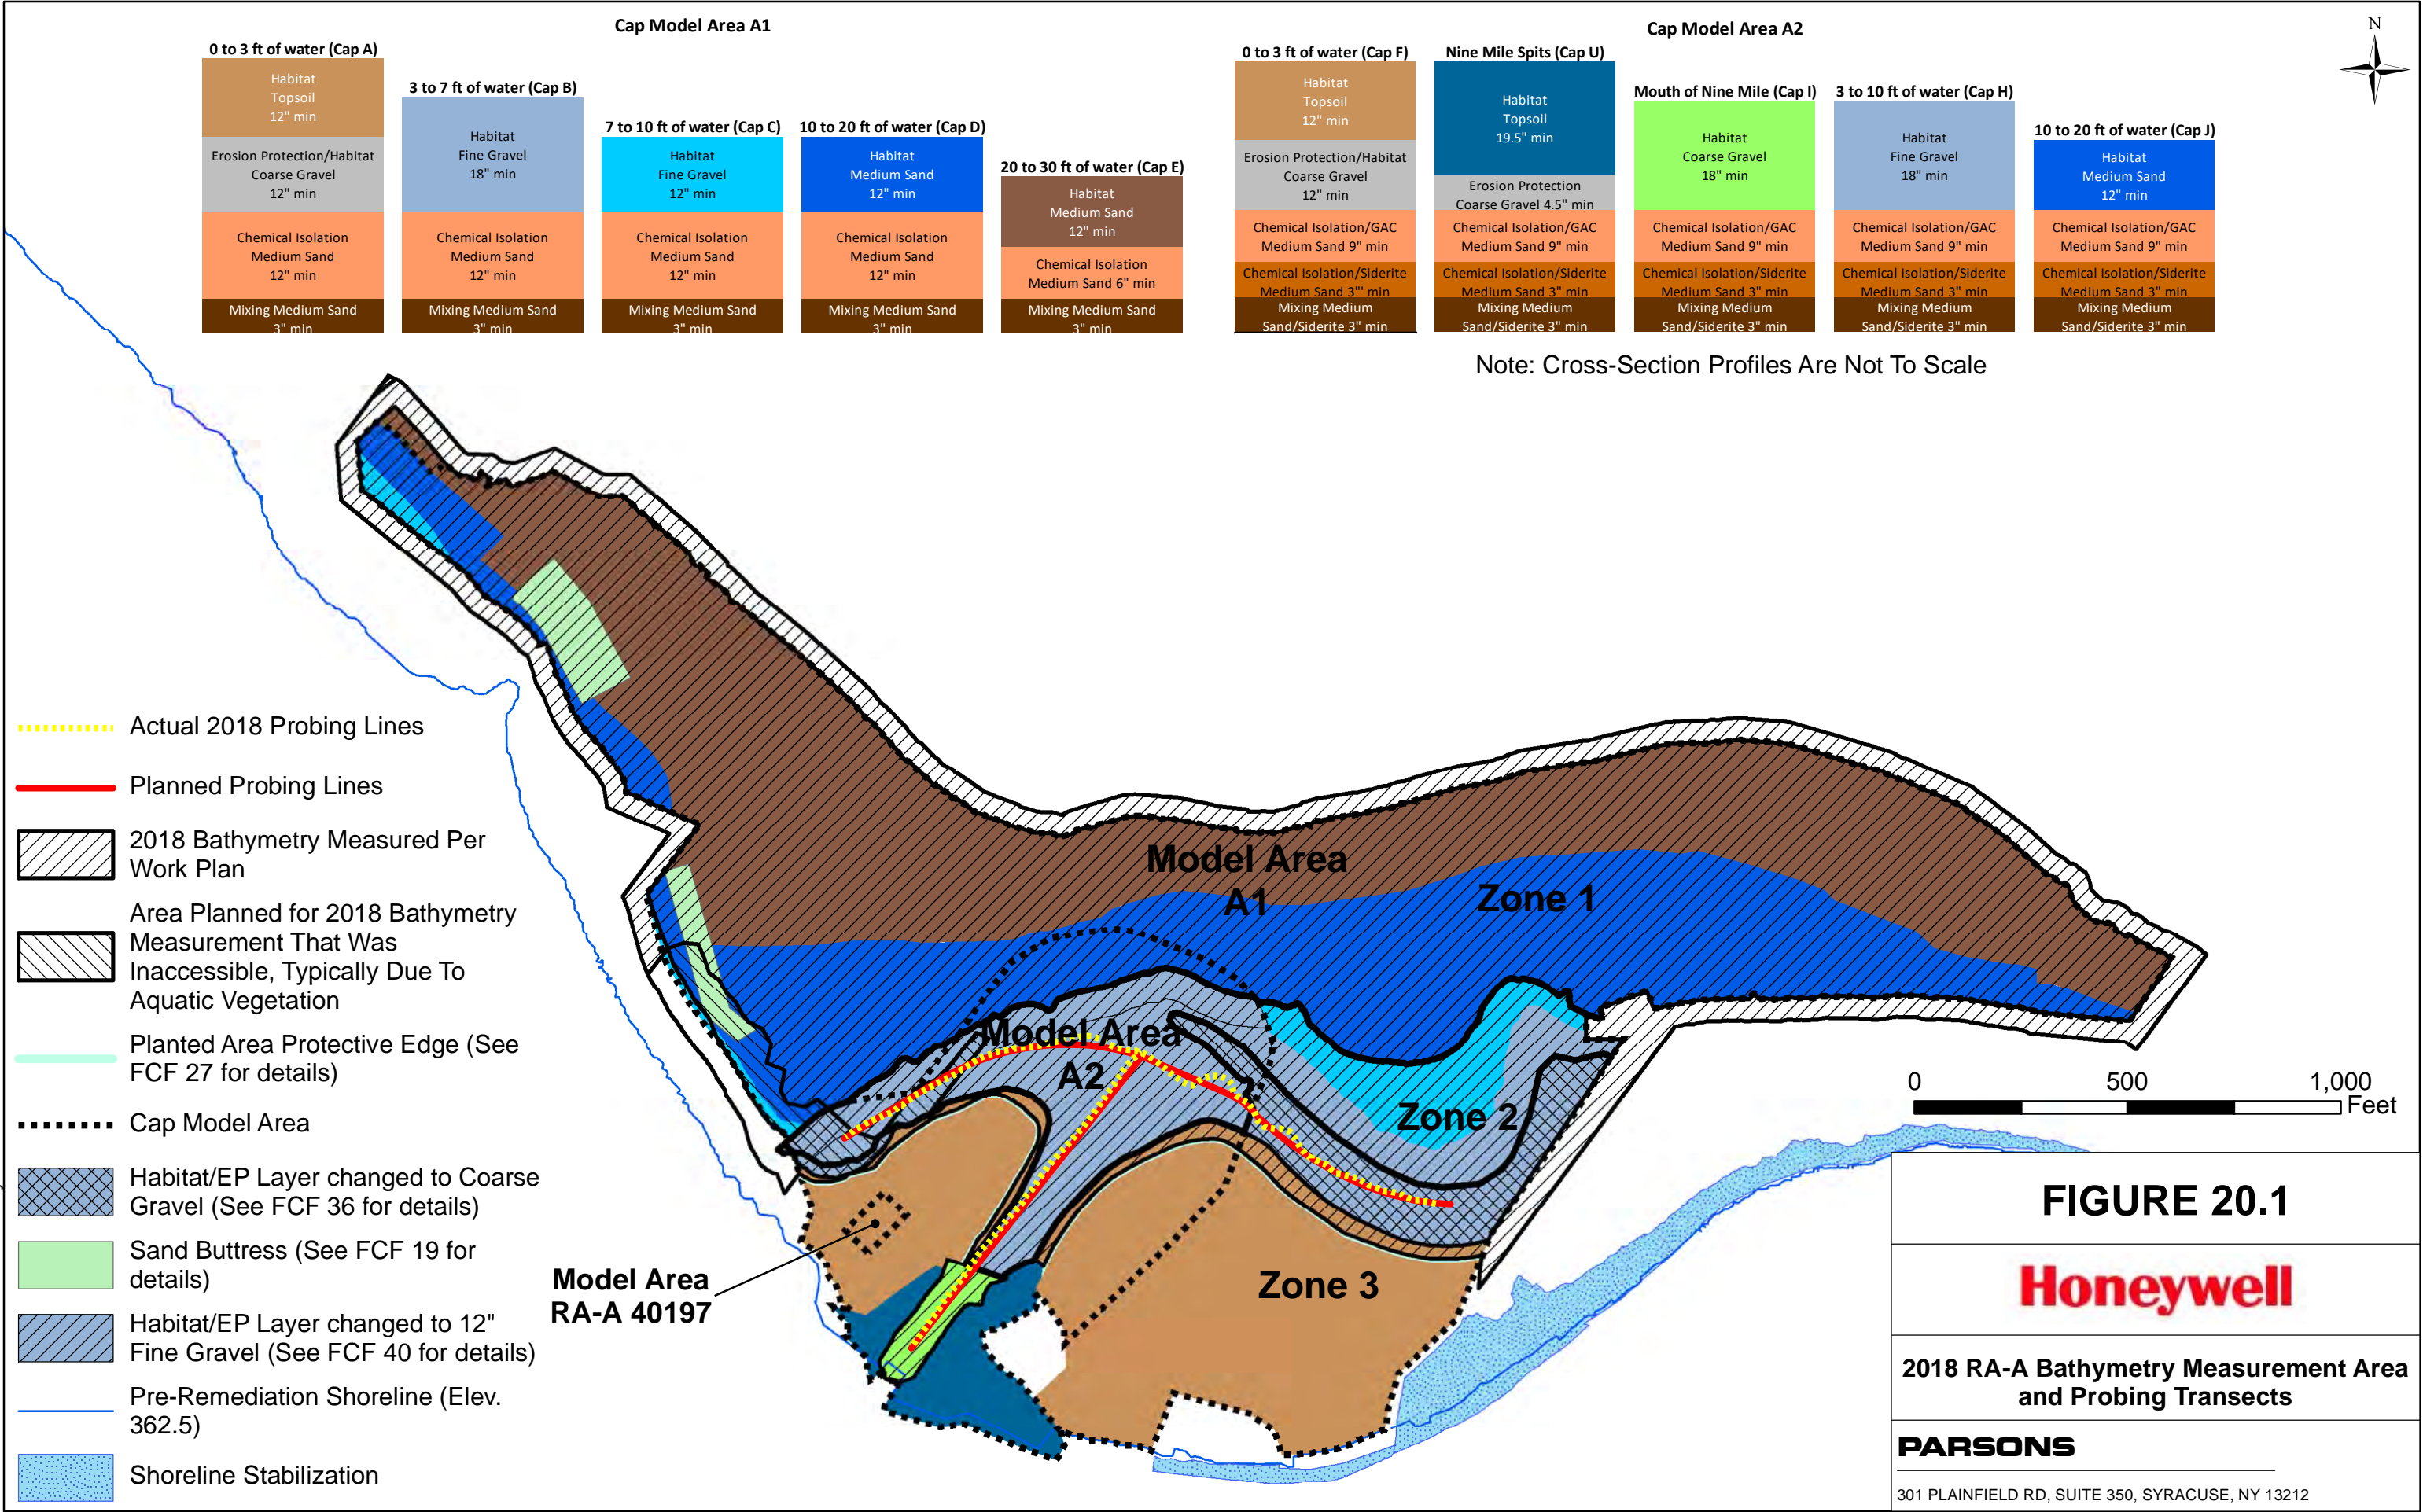 Cap Model Area A1
0 to 3 ft of water (Cap A)
Habitat
Topsoil
12" min
Erosion Protection/Habitat
Coarse Gravel
12" min
Chemical Isolation
Medium Sand
12" min
Mixing Medium Sand
3" min
3 to 7 ft of water (Cap B)
Habitat
Fine Gravel
18" min
Chemical Isolation
Medium Sand
12" min
Mixing Medium Sand
3" min
7 to 10 ft of water (Cap C)
Habitat
Fine Gravel
12" min
Chemical Isolation
Medium Sand
12" min
Mixing Medium Sand
3" min
10 to 20 ft of water (Cap D)
Habitat
Medium Sand
12" min
Chemical Isolation
Medium Sand
12" min
Mixing Medium Sand
3" min
20 to 30 ft of water (Cap E)
Habitat
Medium Sand
12" min
Chemical Isolation
Medium Sand 6" min
Mixing Medium Sand
3" min
Cap Model Area A2
0 to 3 ft of water (Cap F)
Habitat
Topsoil
12" min
Erosion Protection/Habitat
Coarse Gravel
12" min
Chemical Isolation/GAC
Medium Sand 9" min
Chemical Isolation/Siderite
Medium Sand 3"' min
Mixing Medium
Sand/Siderite 3" min
Nine Mile Spits (Cap U)
Habitat
Topsoil
19.5" min
Erosion Protection
Coarse Gravel 4.5" min
Chemical Isolation/GAC
Medium Sand 9" min
Chemical Isolation/Siderite
Medium Sand 3" min
Mixing Medium
Sand/Siderite 3" min
Mouth of Nine Mile (Cap I)
Habitat
Coarse Gravel
18" min
Chemical Isolation/GAC
Medium Sand 9" min
Chemical Isolation/Siderite
Medium Sand 3" min
Mixing Medium
Sand/Siderite 3" min
3 to 10 ft of water (Cap H)
Habitat
Fine Gravel
18" min
Chemical Isolation/GAC
Medium Sand 9" min
Chemical Isolation/Siderite
Medium Sand 3" min
Mixing Medium
Sand/Siderite 3" min
10 to 20 ft of water (Cap J)
Habitat
Medium Sand
12" min
Chemical Isolation/GAC
Medium Sand 9" min
Chemical Isolation/Siderite
Medium Sand 3" min
Mixing Medium
Sand/Siderite 3" min
N
Note: Cross-Section Profiles Are Not To Scale
Actual 2018 Probing Lines
Planned Probing Lines
2018 Bathymetry Measured Per
Work Plan
Area Planned for 2018 Bathymetry
Measurement That Was
Inaccessible, Typically Due To
Aquatic Vegetation
Planted Area Protective Edge (See
FCF 27 for details)
Cap Model Area
Habitat/EP Layer changed to Coarse
Gravel (See FCF 36 for details)
Sand Buttress (See FCF 19 for
details)
Habitat/EP Layer changed to 12"
Fine Gravel (See FCF 40 for details)
Pre-Remediation Shoreline (Elev.
362.5)
Shoreline Stabilization
Model Area
A1
Zone 1
Model Area
A2
Zone 2
Zone 3
Model Area
RA-A 40197
0 500 1,000
Feet
FIGURE 20.1
Honeywell
2018 RA-A Bathymetry Measurement Area
and Probing Transects
PARSONS
301 PLAINFIELD RD, SUITE 350, SYRACUSE, NY 13212